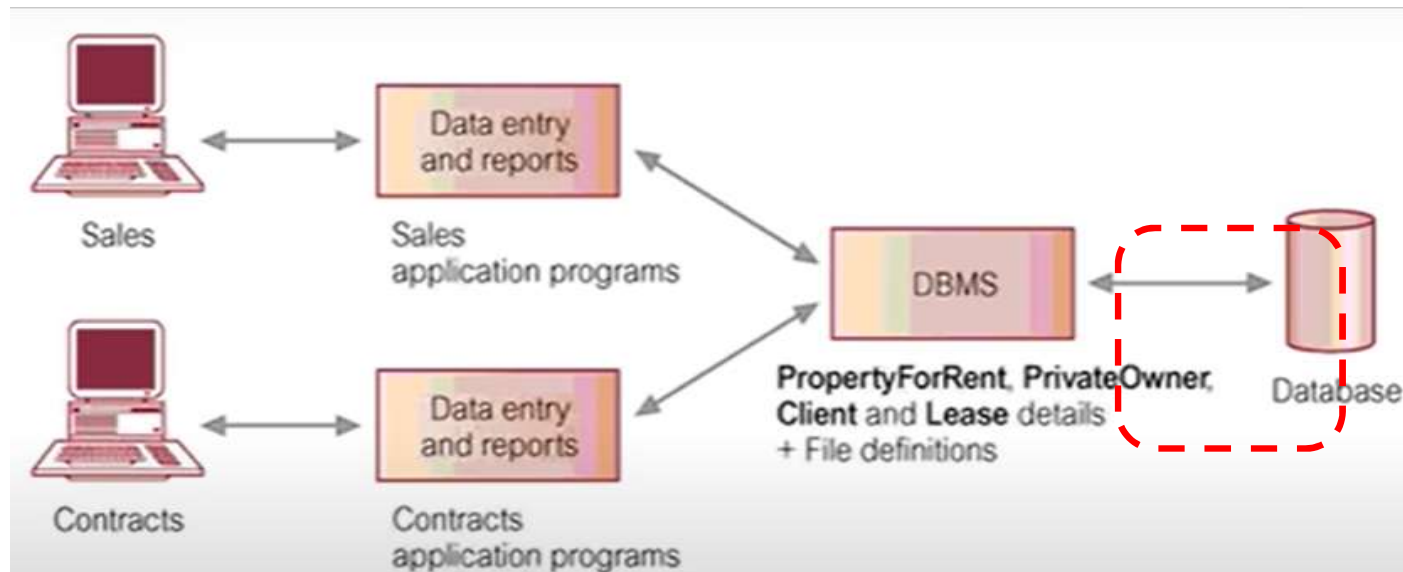 Data entry
and reports
Sales
Sales
application programs
DBMS
PropertyForRent, PrivateOwner,
Client and Lease details
+ File definitions
Database
Data entry
and reports
Contracts
Contracts
application programs